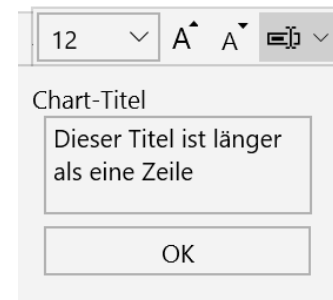 12 A A
Chart-Titel
Dieser Titel ist länger
als eine Zeile
OK